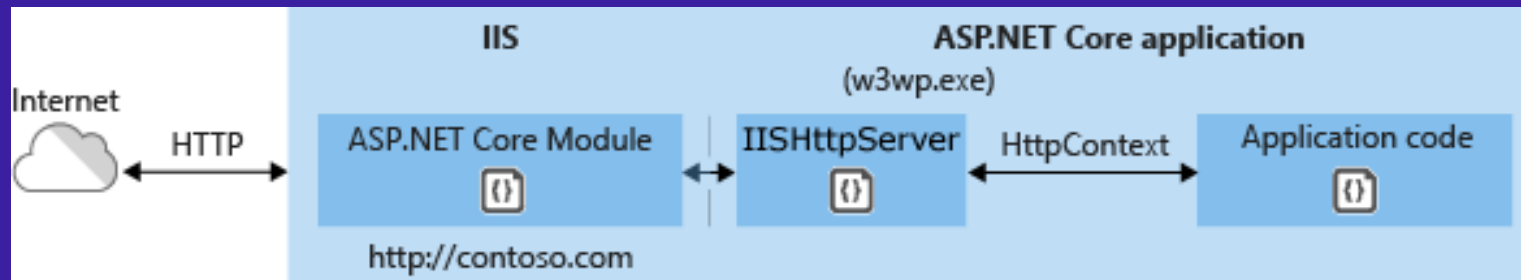 IIS
ASP.NET Core application
(w3wp.exe)
Internet
HTTP
ASP.NET Core Module
{}
IISHttpServer
{}
HttpContext
Application code
{}
http://contoso.com